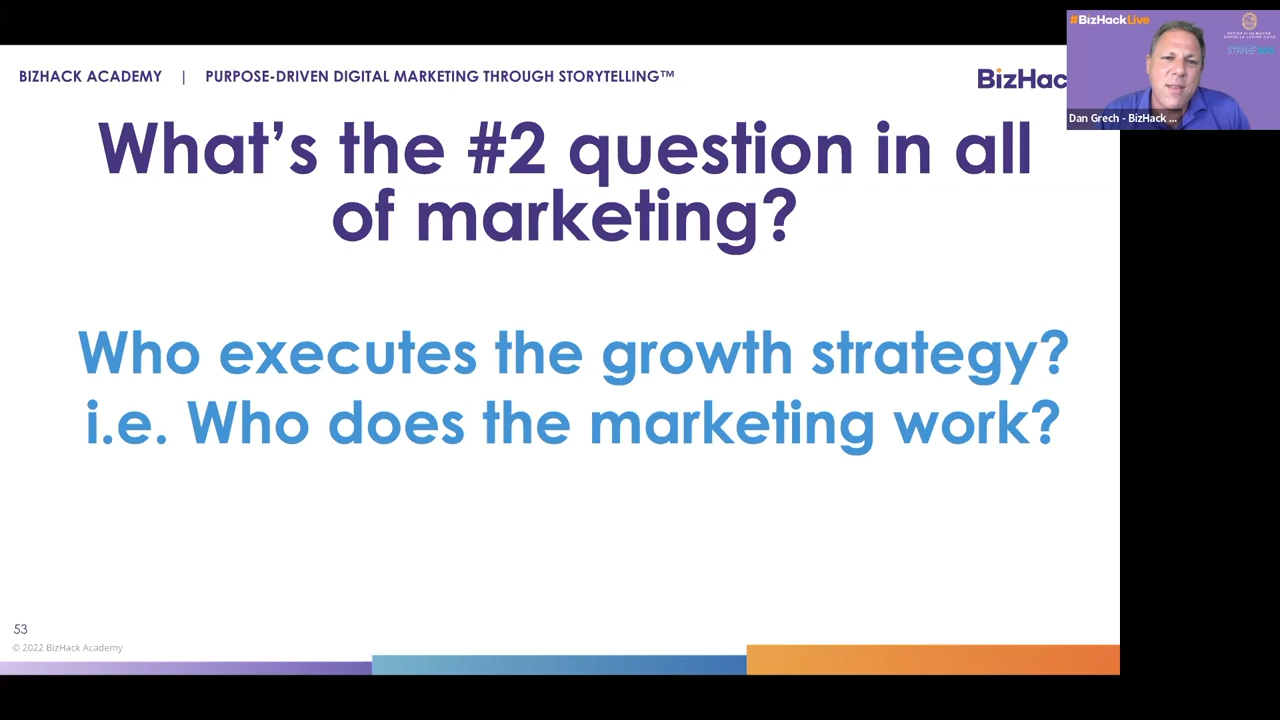 BIZHACK ACADEMY | PURPOSE-DRIVEN DIGITAL MARKETING THROUGH STORYTELLING™
BizHac
#BizHackLive
Dan Grech - BizHack ...
What's the #2 question in all
of marketing?
Who executes the growth strategy?
i.e. Who does the marketing work?
53
© 2022 BizHack Academy